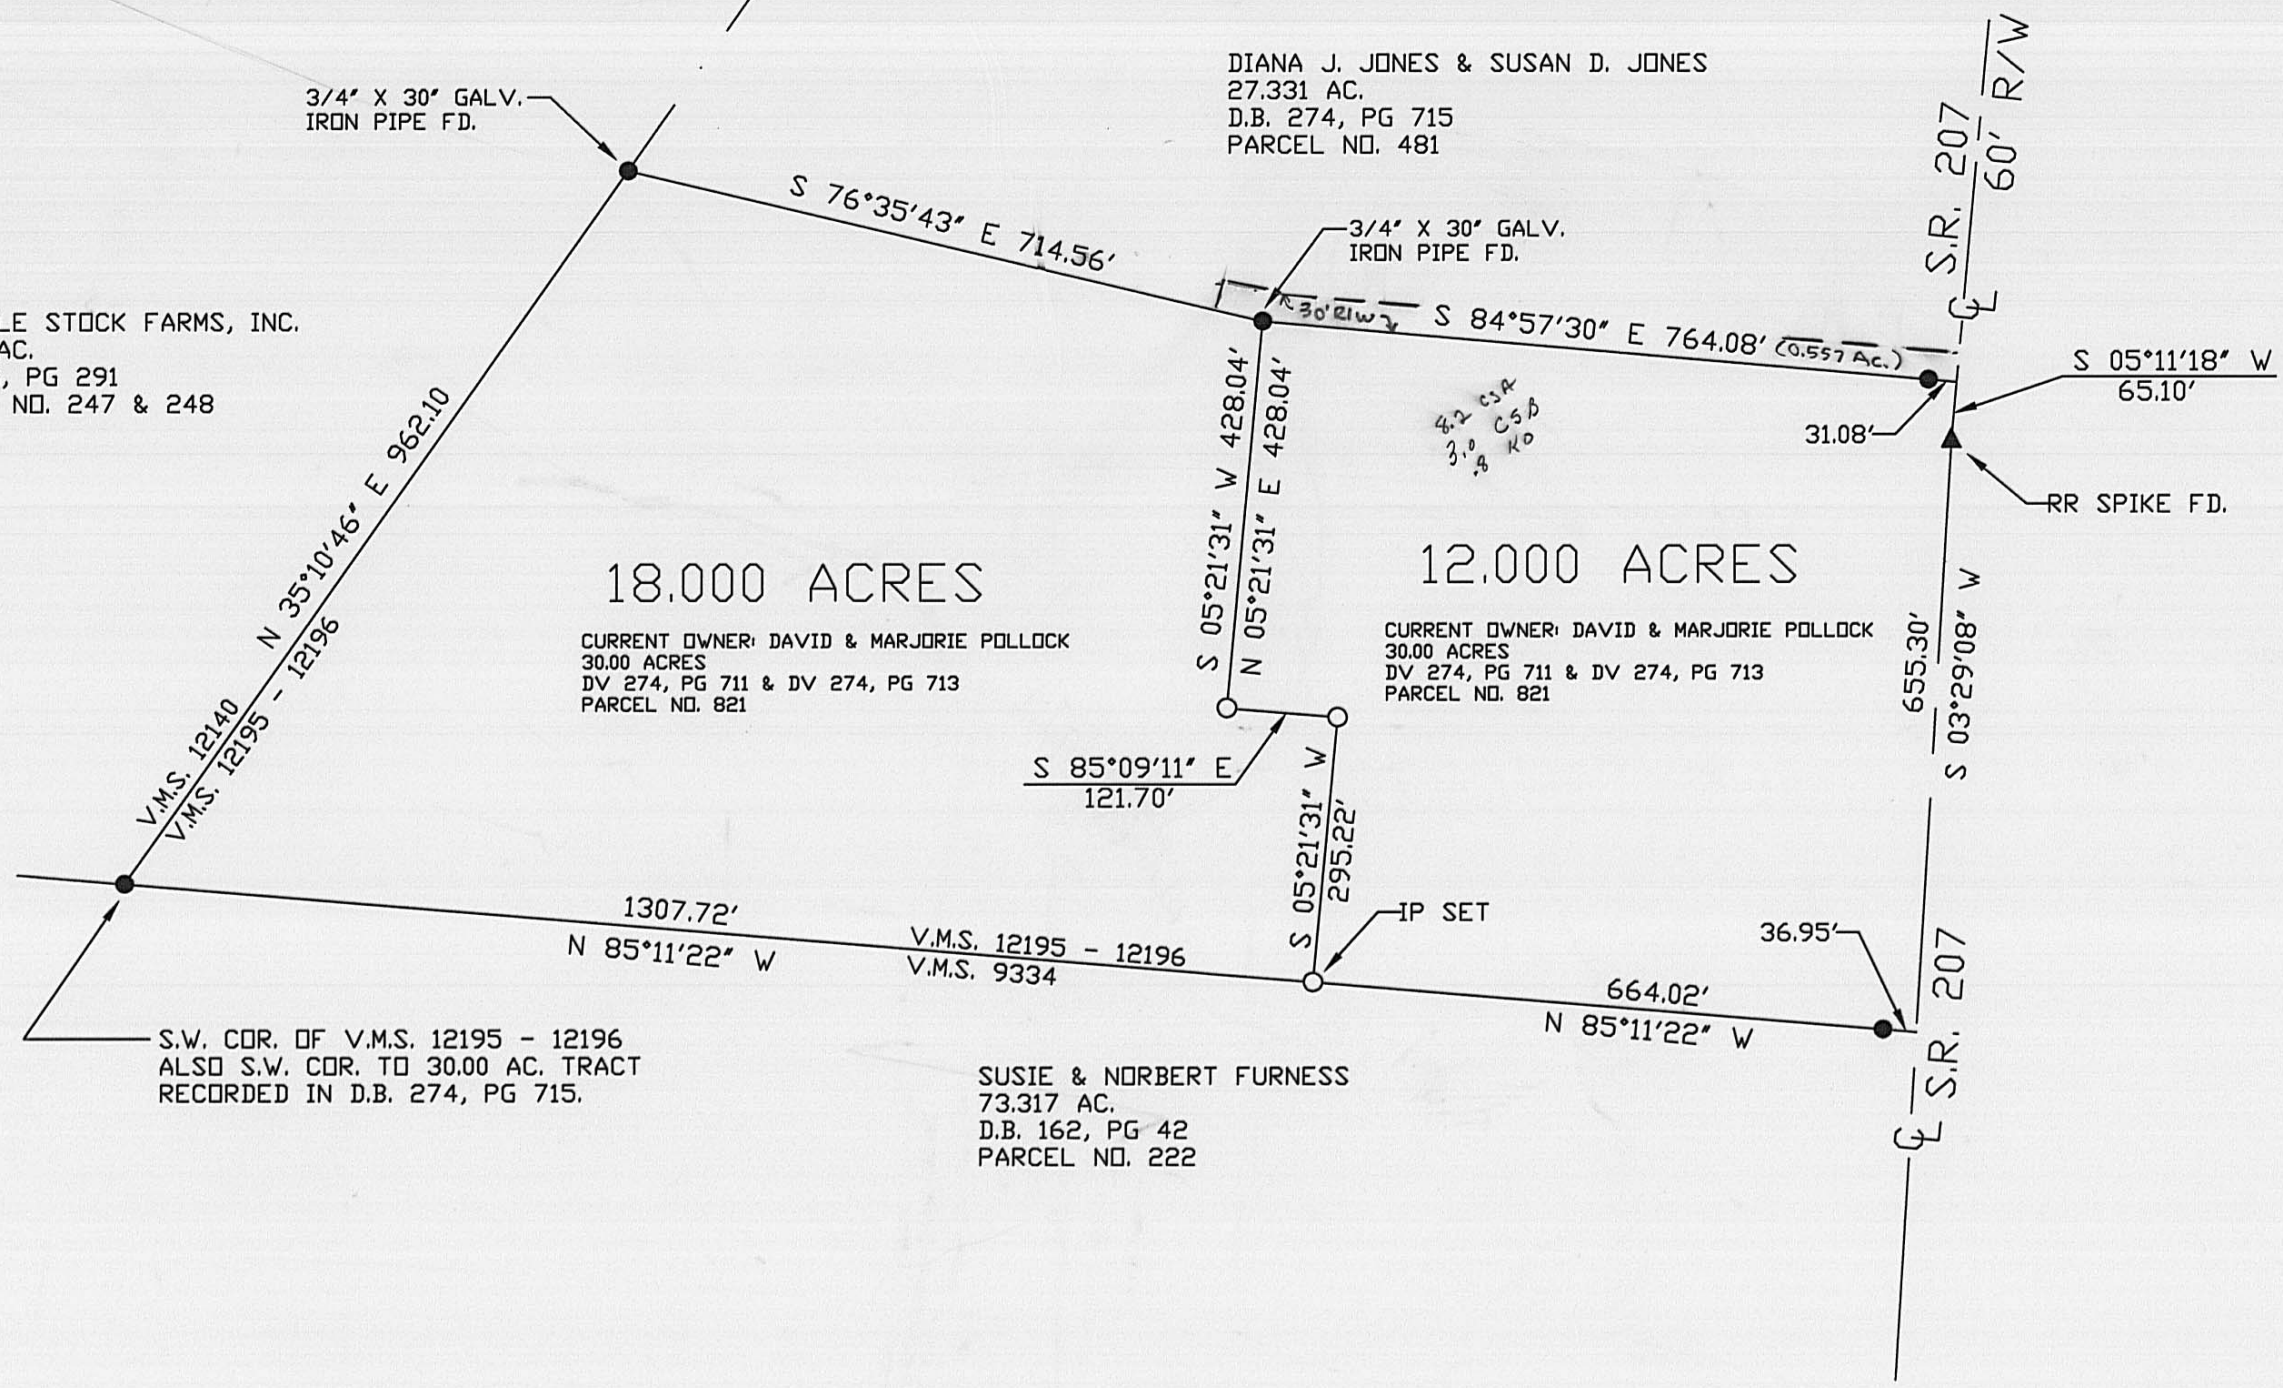 DIANA J. JONES & SUSAN D. JONES
27.331 AC.
D.B. 274, PG 715
PARCEL NO. 481
S.R. 207
60' R/W
3/4" X 30" GALV.
IRON PIPE FD.
S 76°35'43" E 714.56'
3/4" X 30" GALV.
IRON PIPE FD.
30' R/W
S 84°57'30" E 764.08' (0.557 Ac.)
℄
S 05°11'18" W
65.10'
31.08'
RR SPIKE FD.
LE STOCK FARMS, INC.
AC.
, PG 291
NO. 247 & 248
N 35°10'46" E 962.10
V.M.S. 12140
V.M.S. 12195 - 12196
S 05°21'31" W 428.04'
N 05°21'31" E 428.04'
8.2 CSA
3.0 CSB
.8 KO
18.000 ACRES
CURRENT OWNER: DAVID & MARJORIE POLLOCK
30.00 ACRES
DV 274, PG 711 & DV 274, PG 713
PARCEL NO. 821
12.000 ACRES
CURRENT OWNER: DAVID & MARJORIE POLLOCK
30.00 ACRES
DV 274, PG 711 & DV 274, PG 713
PARCEL NO. 821
655.30'
S 03°29'08" W
S 85°09'11" E
121.70'
S 05°21'31" W
295.22'
IP SET
1307.72'
N 85°11'22" W
V.M.S. 12195 - 12196
V.M.S. 9334
36.95'
664.02'
N 85°11'22" W
℄ S.R. 207
S.W. COR. OF V.M.S. 12195 - 12196
ALSO S.W. COR. TO 30.00 AC. TRACT
RECORDED IN D.B. 274, PG 715.
SUSIE & NORBERT FURNESS
73.317 AC.
D.B. 162, PG 42
PARCEL NO. 222